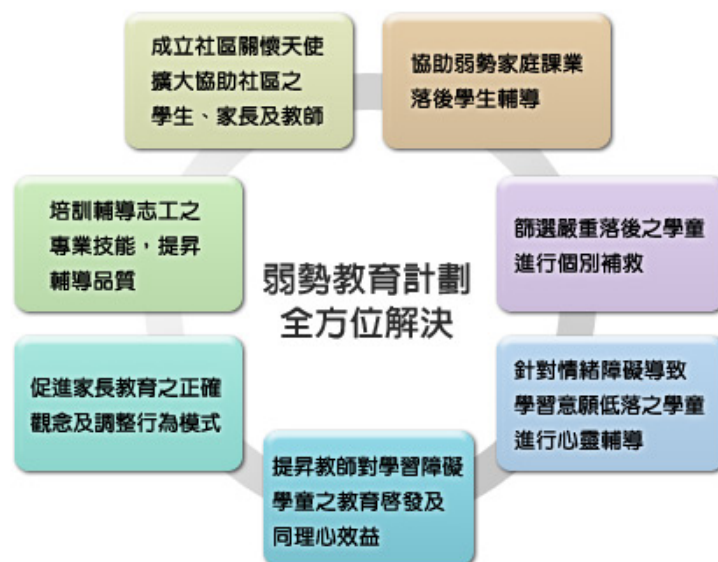 弱勢教育計劃
全方位解決
協助弱勢家庭課業
落後學生輔導
篩選嚴重落後之學童
進行個別補救
針對情緒障礙導致
學習意願低落之學童
進行心靈輔導
提昇教師對學習障礙
學童之教育啓發及
同理心效益
促進家長教育之正確
觀念及調整行為模式
培訓輔導志工之
專業技能，提昇
輔導品質
成立社區關懷天使
擴大協助社區之
學生、家長及教師